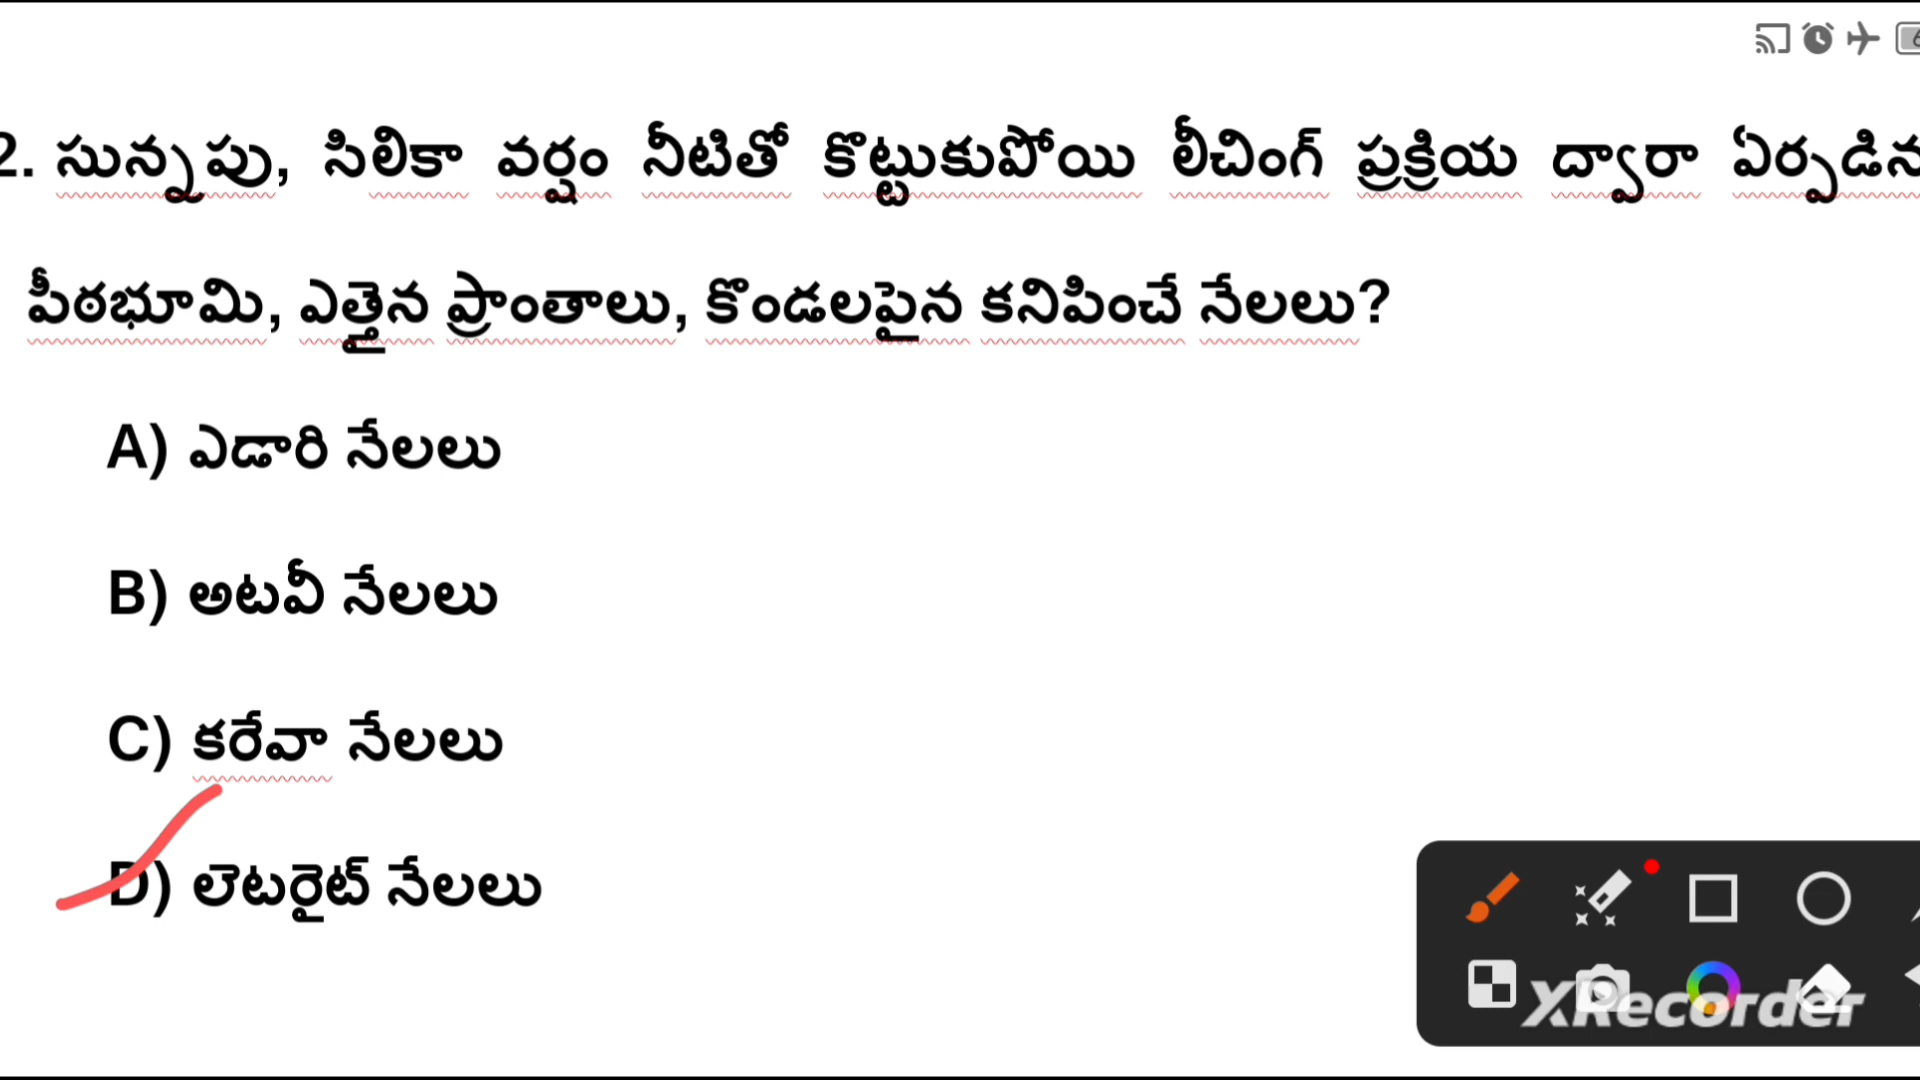 2. సున్నపు, సిలికా వర్షం నీటితో కొట్టుకుపోయి లీచింగ్ ప్రక్రియ ద్వారా ఏర్పడిన
పీఠభూమి, ఎత్తైన ప్రాంతాలు, కొండలపైన కనిపించే నేలలు?
A) ఎడారి నేలలు
B) అటవీ నేలలు
C) కరేవా నేలలు
D) లెటరైట్ నేలలు
XRecorder